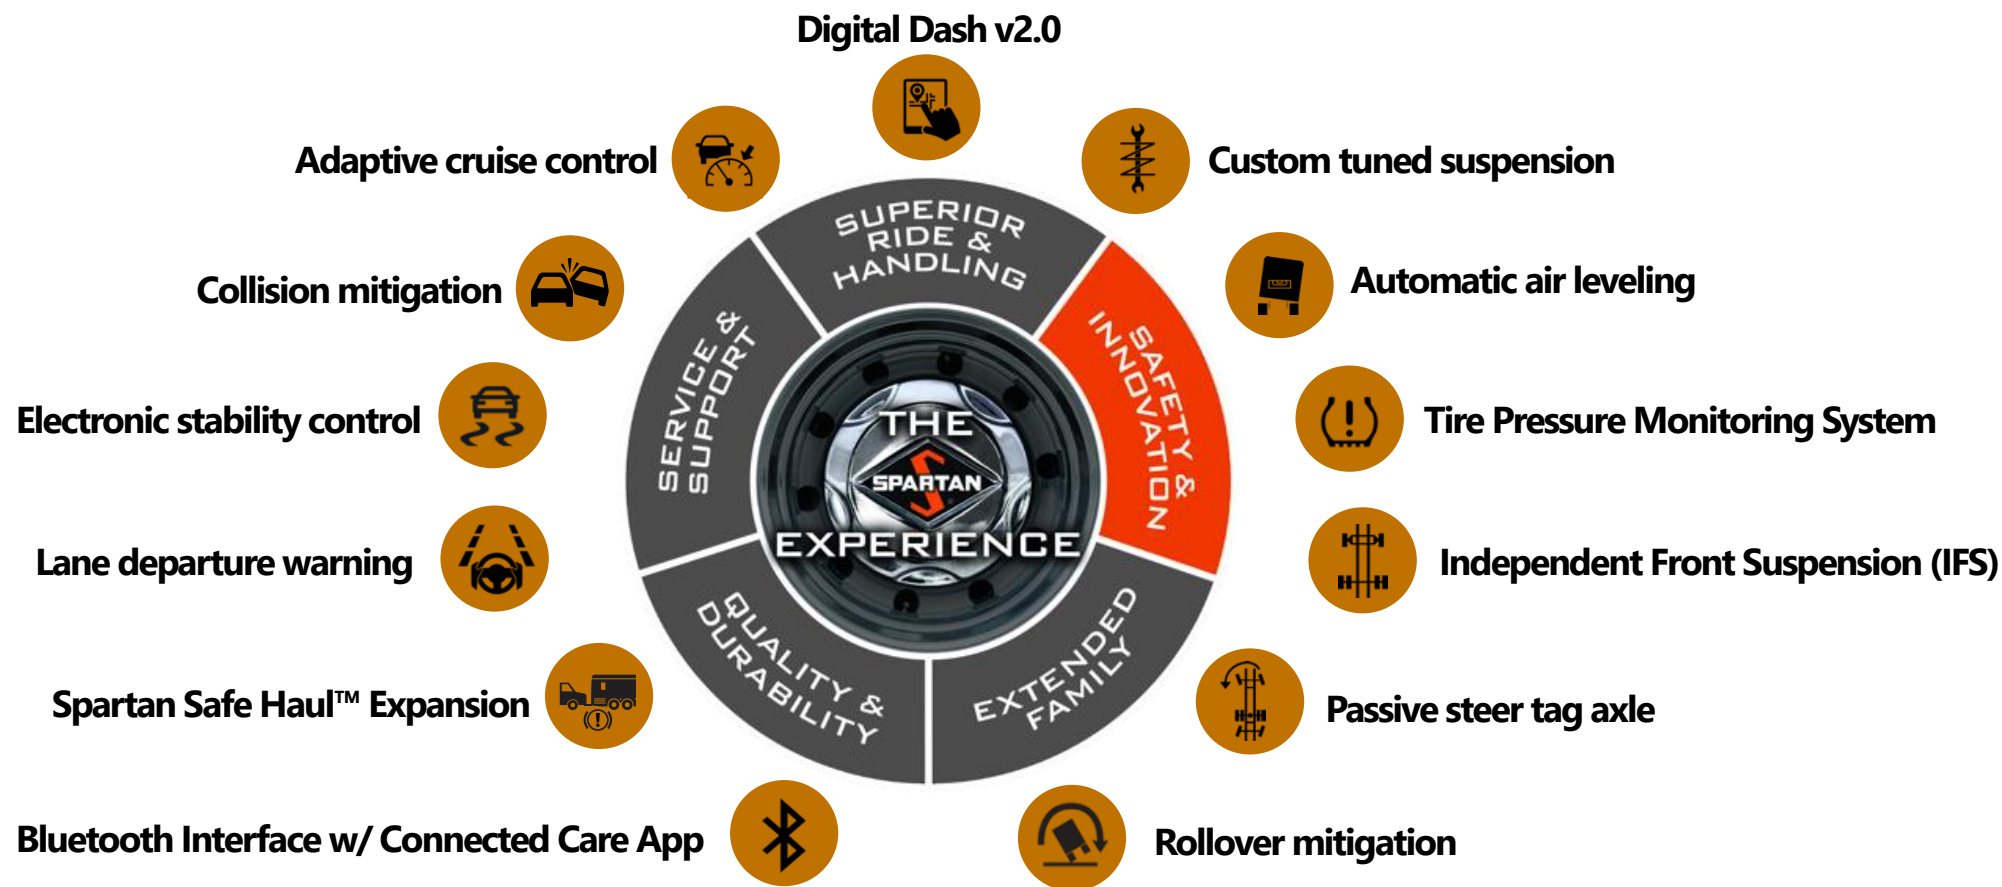 Digital Dash v2.0
Adaptive cruise control
Custom tuned suspension
Collision mitigation
Automatic air leveling
Electronic stability control
Tire Pressure Monitoring System
Lane departure warning
Independent Front Suspension (IFS)
Spartan Safe Haul™ Expansion
Passive steer tag axle
Bluetooth Interface w/ Connected Care App
Rollover mitigation
SUPERIOR
RIDE &
HANDLING
SAFETY &
INNOVATION
EXTENDED
FAMILY
QUALITY &
DURABILITY
SERVICE &
SUPPORT
THE
SPARTAN
EXPERIENCE